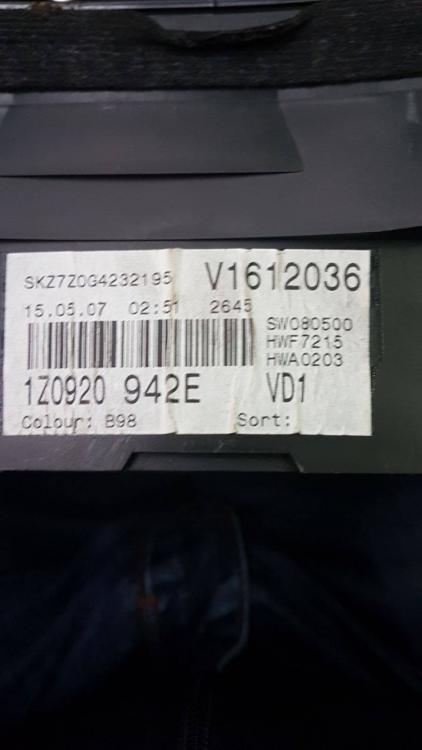 SKZ7Z0G4232195 V1612036
15.05.07 02:51 2645
SW080500
HWF7215
HWA0203
1Z0920 942E VD1
Colour: B98 Sort: